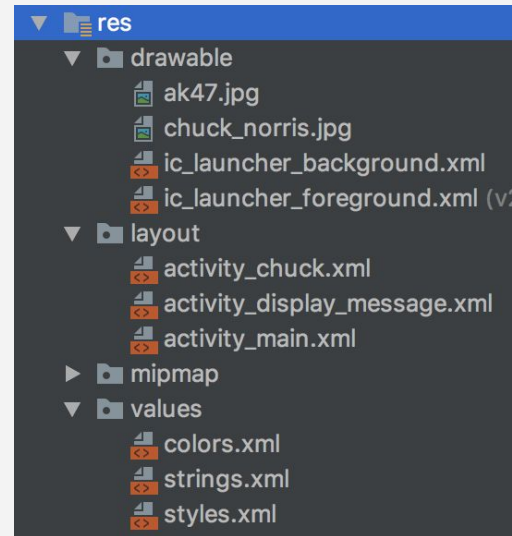 res
drawable
ak47.jpg
chuck_norris.jpg
ic_launcher_background.xml
ic_launcher_foreground.xml
layout
activity_chuck.xml
activity_display_message.xml
activity_main.xml
mipmap
values
colors.xml
strings.xml
styles.xml